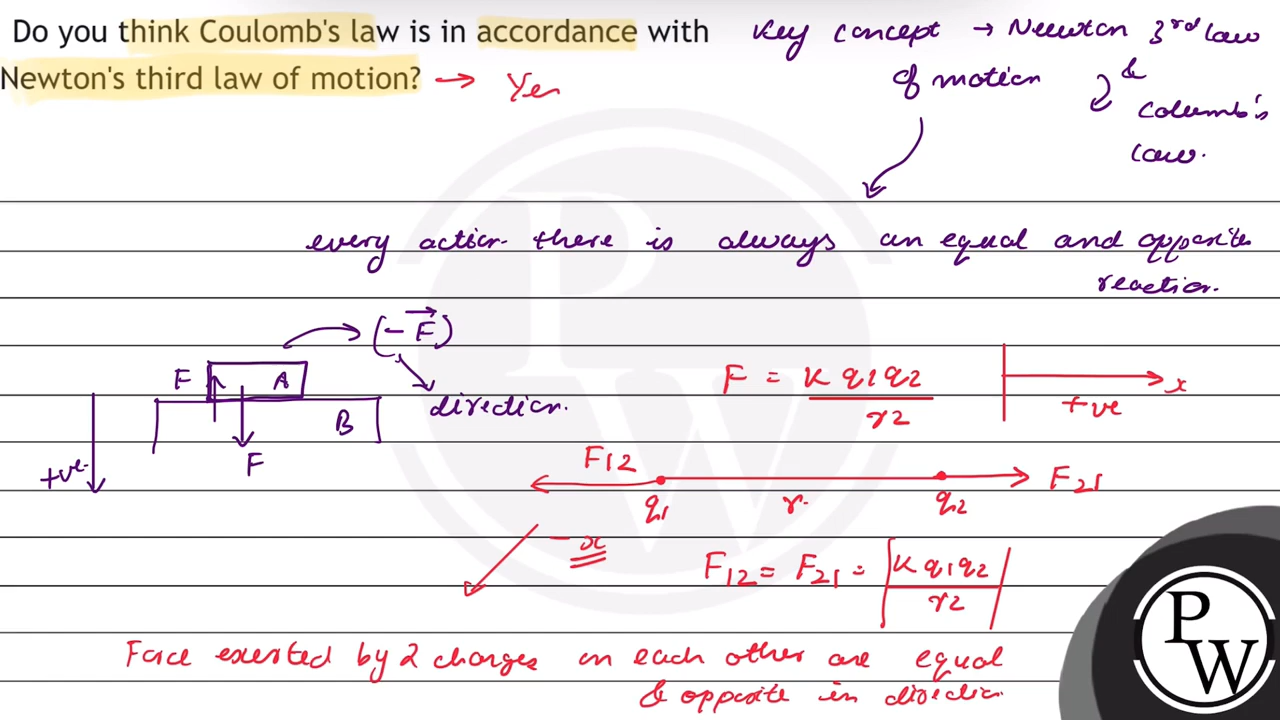 Do you think Coulomb's law is in accordance with
Newton's third law of motion? → Yes
Key concept → Newton 3rd law
of motion &
Columb's
law.
every action there is always an equal and opposite
reaction.
(-F)
F A
direction.
B
+ve
F
F = K q1q2
r2
x
+ve
F12
F21
q1 r. q2
- x
F12 = F21 = |K q1q2|
r2
Force exerted by 2 charges on each other are equal
& opposite in direction
P
W